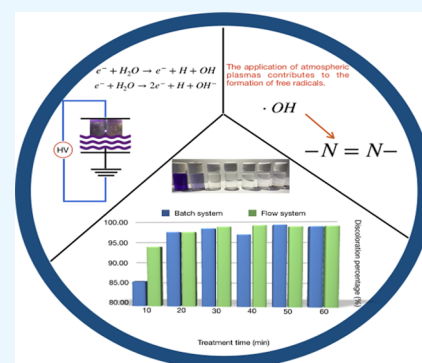 e⁻ + H₂O → e⁻ + H + OH
e⁻ + H₂O → 2e⁻ + H + OH⁻
HV
The application of atmospheric
plasmas contributes to the
formation of free radicals.
· OH
−N = N−
Batch system
Flow system
100.00
95.00
90.00
85.00
80.00
10 20 30 40 50 60
Treatment time (min)
Discoloration percentage (%)